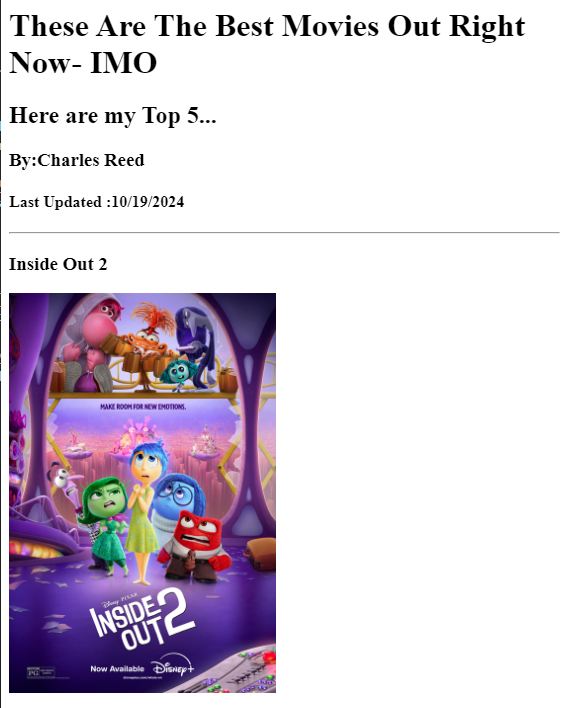 These Are The Best Movies Out Right
Now- IMO
Here are my Top 5...
By:Charles Reed
Last Updated :10/19/2024
Inside Out 2
MAKE ROOM FOR NEW EMOTIONS.
Disney PIXAR
INSIDE
OUT 2
Now Available Disney+
PG